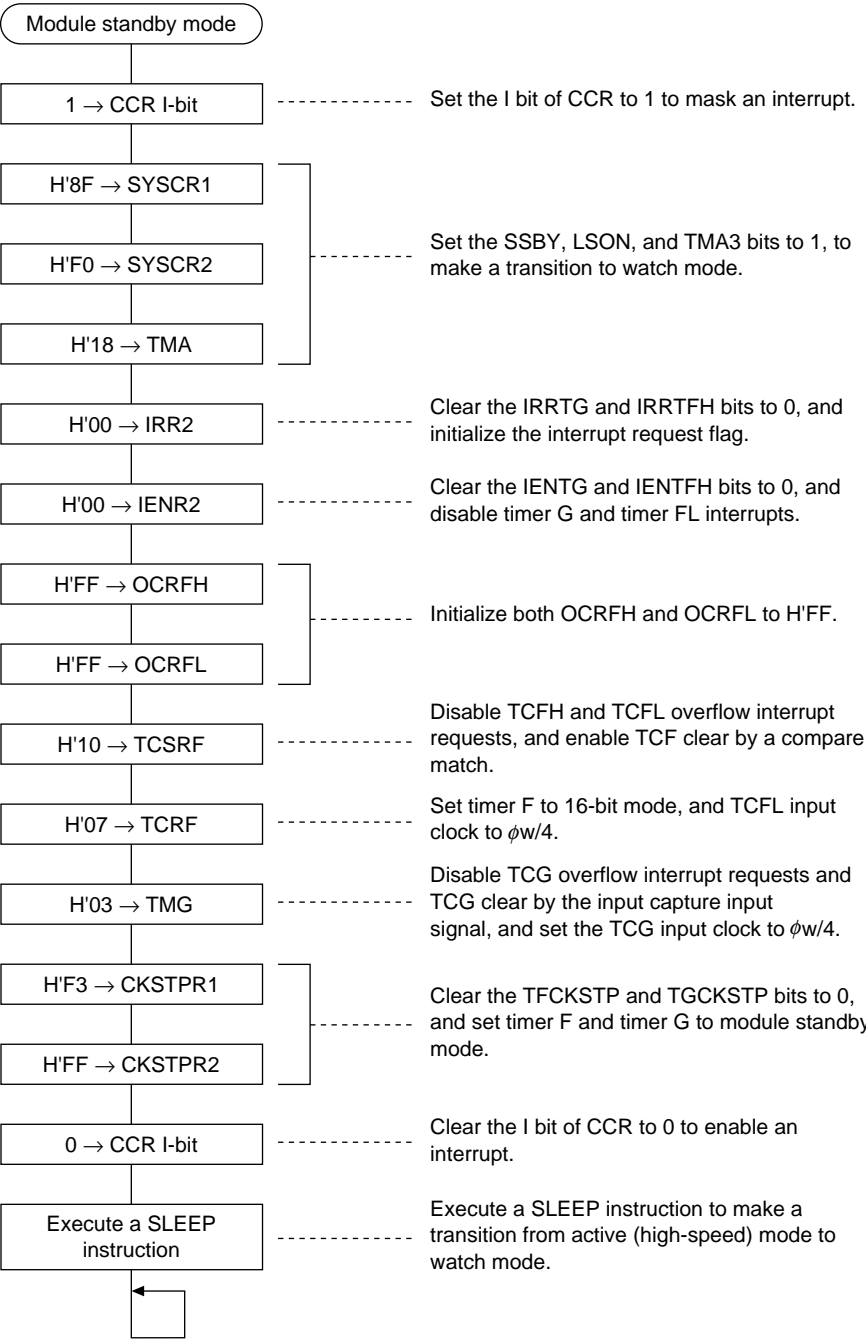 Module standby mode
1 → CCR I-bit
Set the I bit of CCR to 1 to mask an interrupt.
H'8F → SYSCR1
H'F0 → SYSCR2
Set the SSBY, LSON, and TMA3 bits to 1, to
make a transition to watch mode.
H'18 → TMA
H'00 → IRR2
Clear the IRRTG and IRRTFH bits to 0, and
initialize the interrupt request flag.
H'00 → IENR2
Clear the IENTG and IENTFH bits to 0, and
disable timer G and timer FL interrupts.
H'FF → OCRFH
Initialize both OCRFH and OCRFL to H'FF.
H'FF → OCRFL
H'10 → TCSRF
Disable TCFH and TCFL overflow interrupt
requests, and enable TCF clear by a compare
match.
H'07 → TCRF
Set timer F to 16-bit mode, and TCFL input
clock to ϕw/4.
H'03 → TMG
Disable TCG overflow interrupt requests and
TCG clear by the input capture input
signal, and set the TCG input clock to ϕw/4.
H'F3 → CKSTPR1
Clear the TFCKSTP and TGCKSTP bits to 0,
and set timer F and timer G to module standby
mode.
H'FF → CKSTPR2
0 → CCR I-bit
Clear the I bit of CCR to 0 to enable an
interrupt.
Execute a SLEEP
instruction
Execute a SLEEP instruction to make a
transition from active (high-speed) mode to
watch mode.